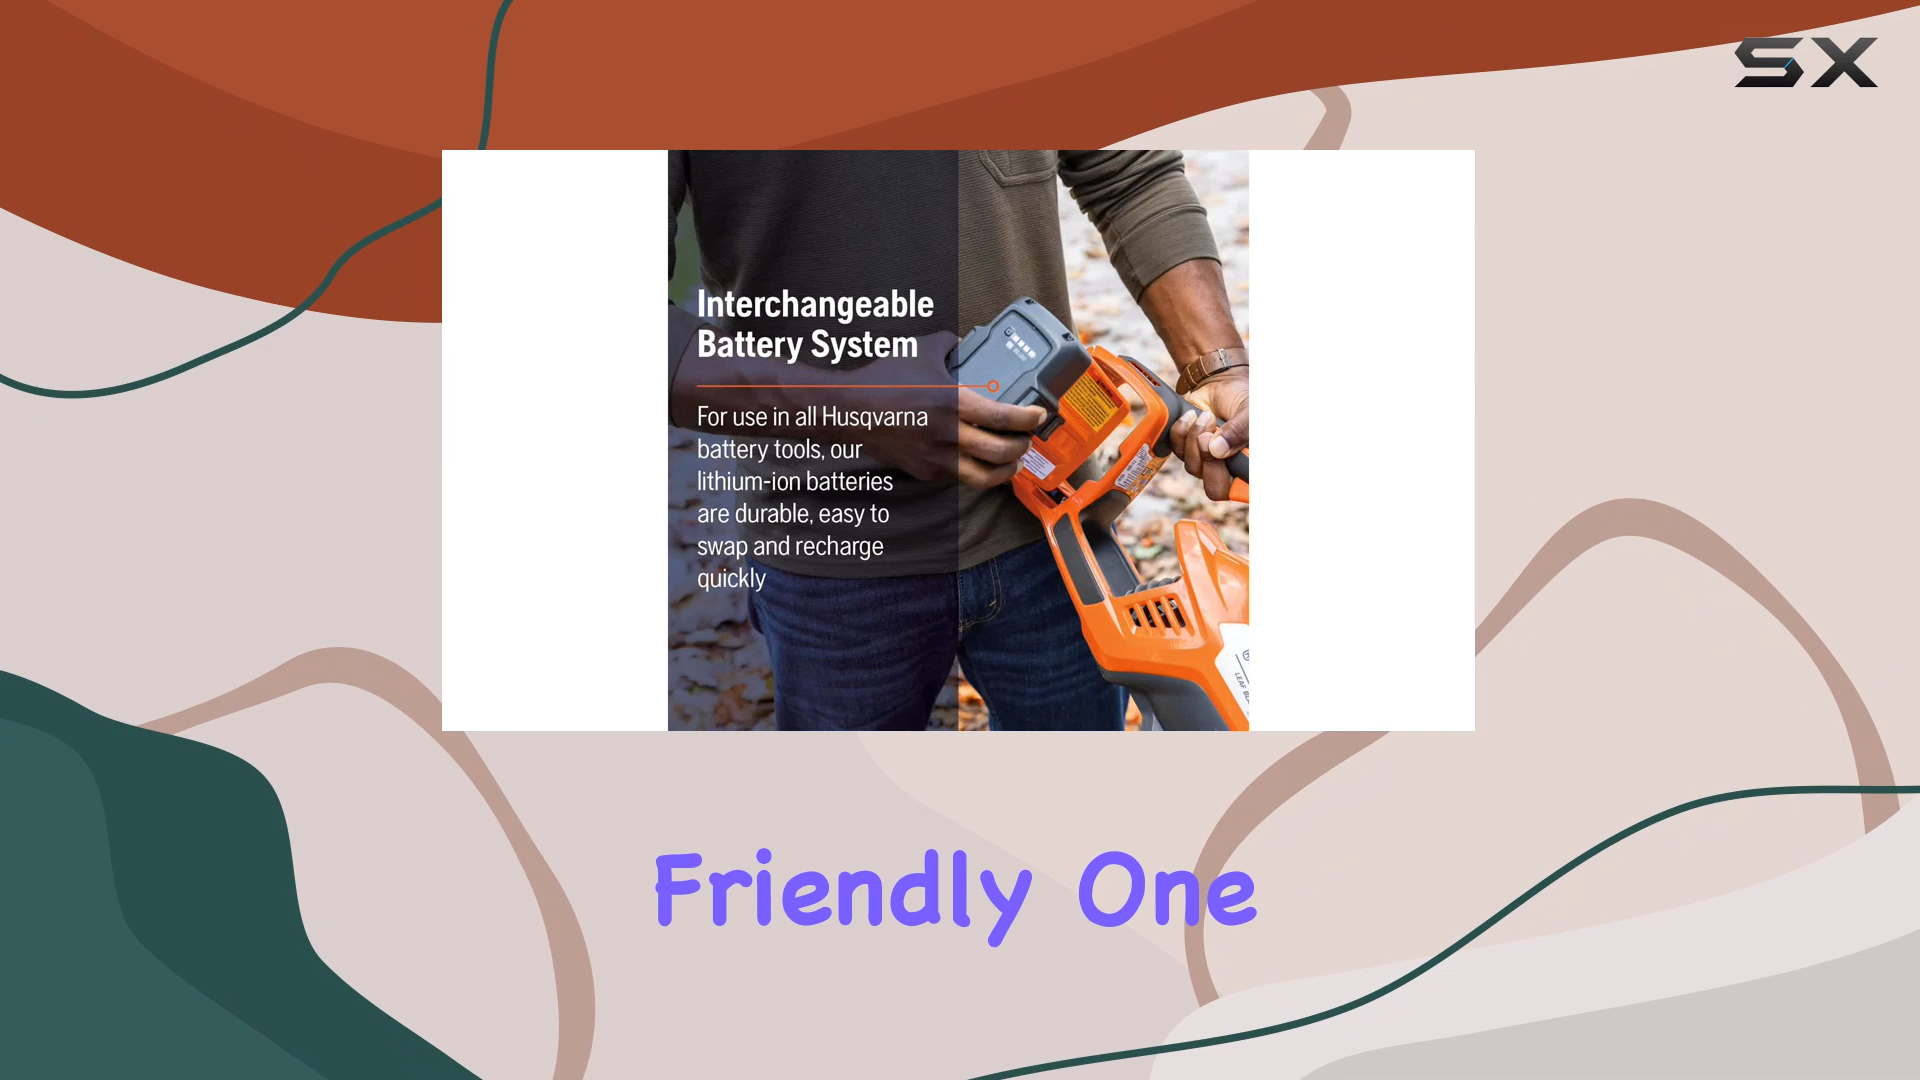 SX
Interchangeable
Battery System
For use in all Husqvarna
battery tools, our
lithium-ion batteries
are durable, easy to
swap and recharge
quickly
Friendly One